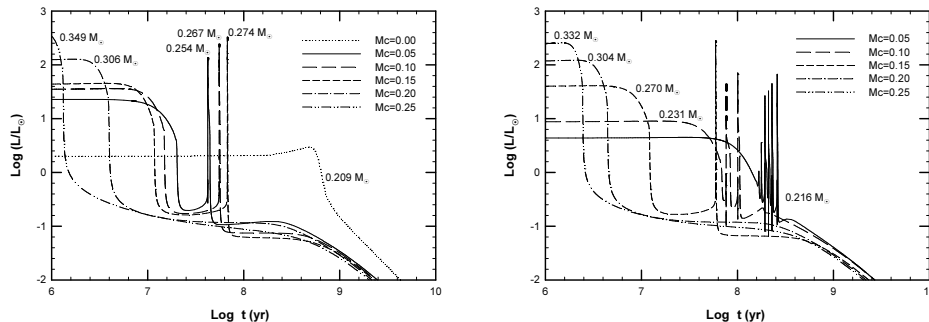 3
2
1
0
-1
-2
Log (L/L☉)
6 7 8 9 10
Log t (yr)
0.349 M☉
0.306 M☉
0.267 M☉
0.254 M☉
0.274 M☉
0.209 M☉
Mc=0.00
Mc=0.05
Mc=0.10
Mc=0.15
Mc=0.20
Mc=0.25
3
2
1
0
-1
-2
Log (L/L☉)
6 7 8 9 1
Log t (yr)
0.332 M☉
0.304 M☉
0.270 M☉
0.231 M☉
0.216 M☉
Mc=0.05
Mc=0.10
Mc=0.15
Mc=0.20
Mc=0.25